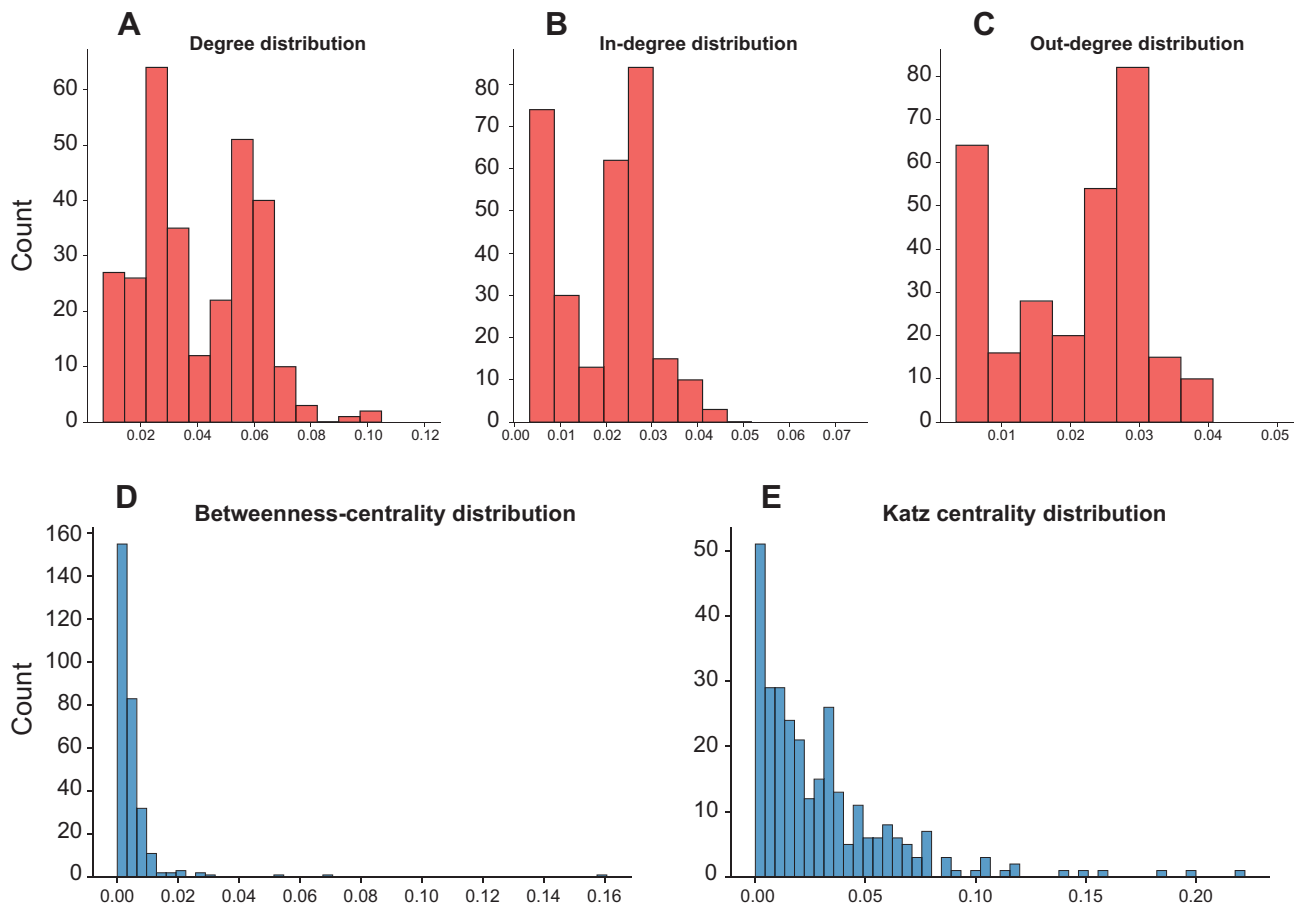 A
Degree distribution
60
50
40
30
20
10
0
Count
0.02 0.04 0.06 0.08 0.10 0.12
B
In-degree distribution
80
70
60
50
40
30
20
10
0
0.00 0.01 0.02 0.03 0.04 0.05 0.06 0.07
C
Out-degree distribution
80
70
60
50
40
30
20
10
0
0.01 0.02 0.03 0.04 0.05
D
Betweenness-centrality distribution
160
140
120
100
80
60
40
20
0
Count
0.00 0.02 0.04 0.06 0.08 0.10 0.12 0.14 0.16
E
Katz centrality distribution
50
40
30
20
10
0
0.00 0.05 0.10 0.15 0.20